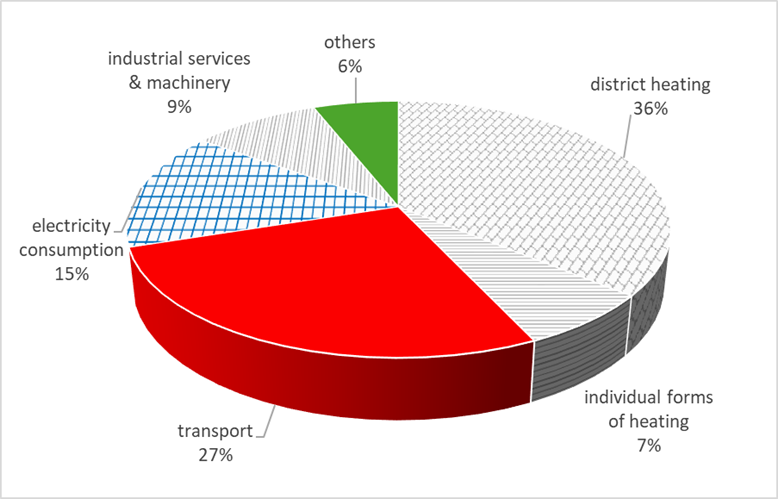 others
6%
industrial services
& machinery
9%
district heating
36%
electricity
consumption
15%
individual forms
of heating
7%
transport
27%